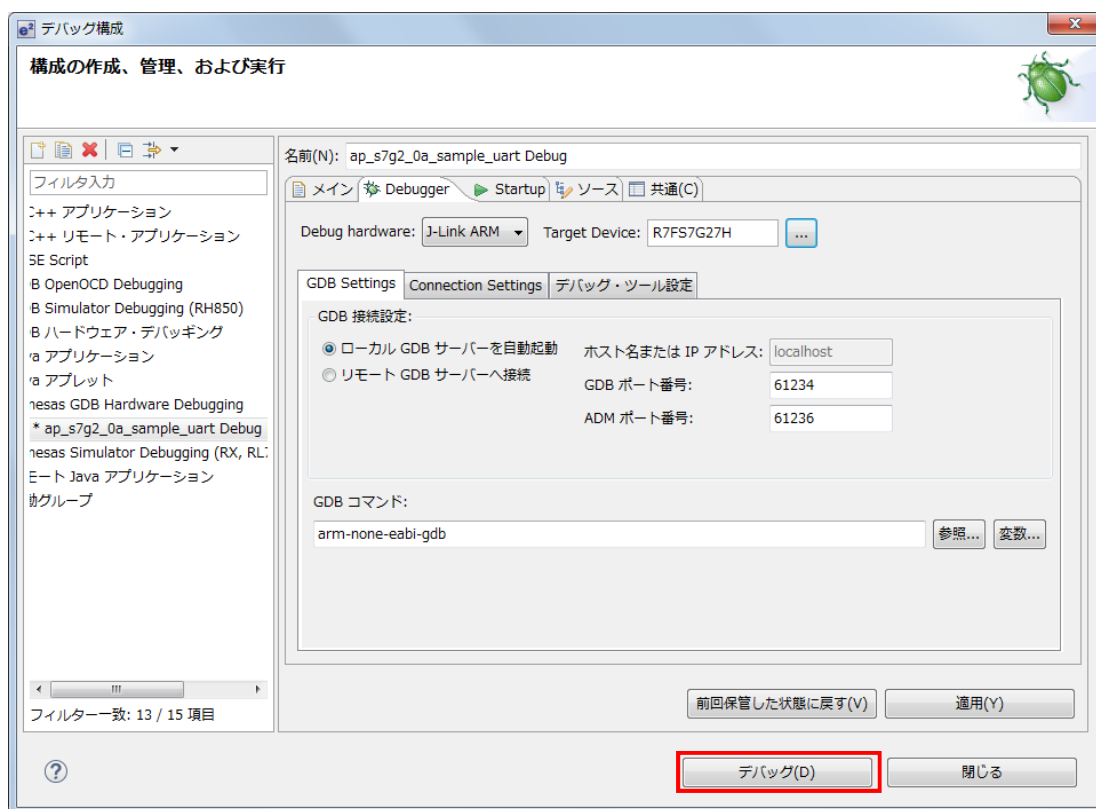 e² デバッグ構成
構成の作成、管理、および実行
フィルタ入力
C++ アプリケーション
C++ リモート・アプリケーション
SE Script
B OpenOCD Debugging
B Simulator Debugging (RH850)
B ハードウェア・デバッギング
va アプリケーション
va アプレット
nesas GDB Hardware Debugging
* ap_s7g2_0a_sample_uart Debug
nesas Simulator Debugging (RX, RL7
モート Java アプリケーション
動グループ
フィルター一致: 13 / 15 項目
名前(N): ap_s7g2_0a_sample_uart Debug
メイン Debugger Startup ソース 共通(C)
Debug hardware: J-Link ARM Target Device: R7FS7G27H ...
GDB Settings Connection Settings デバッグ・ツール設定
GDB 接続設定:
ローカル GDB サーバーを自動起動 ホスト名または IP アドレス: localhost
リモート GDB サーバーへ接続 GDB ポート番号: 61234
ADM ポート番号: 61236
GDB コマンド:
arm-none-eabi-gdb 参照... 変数...
前回保管した状態に戻す(V) 適用(Y)
? デバッグ(D) 閉じる